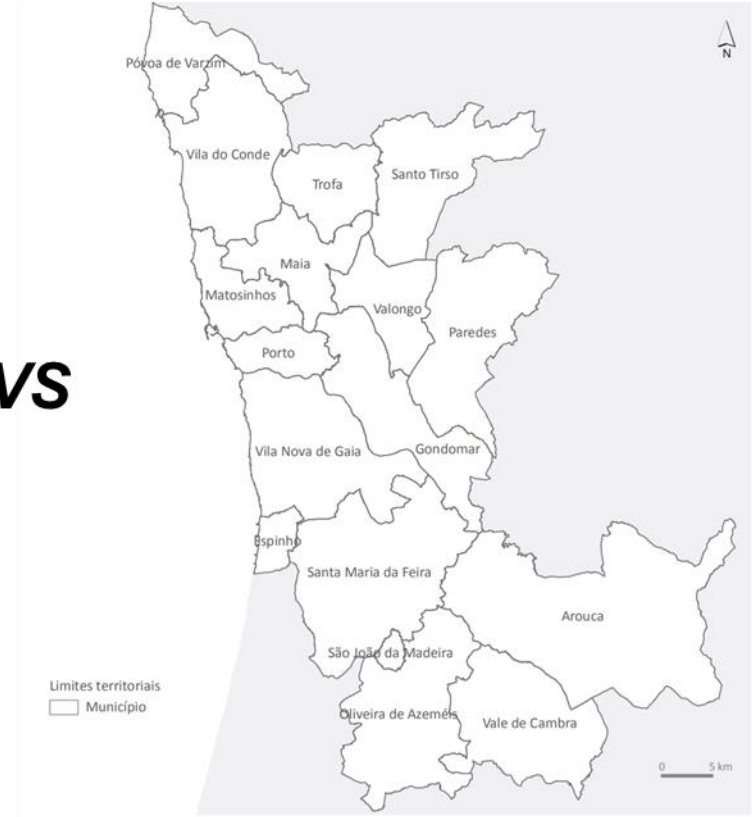 N
Póvoa de Varzim
Vila do Conde
Trofa
Santo Tirso
Maia
Matosinhos
Valongo
Paredes
Porto
VS
Vila Nova de Gaia
Gondomar
Espinho
Santa Maria da Feira
Arouca
São João da Madeira
Limites territoriais
Município
Oliveira de Azeméis
Vale de Cambra
0 5 km